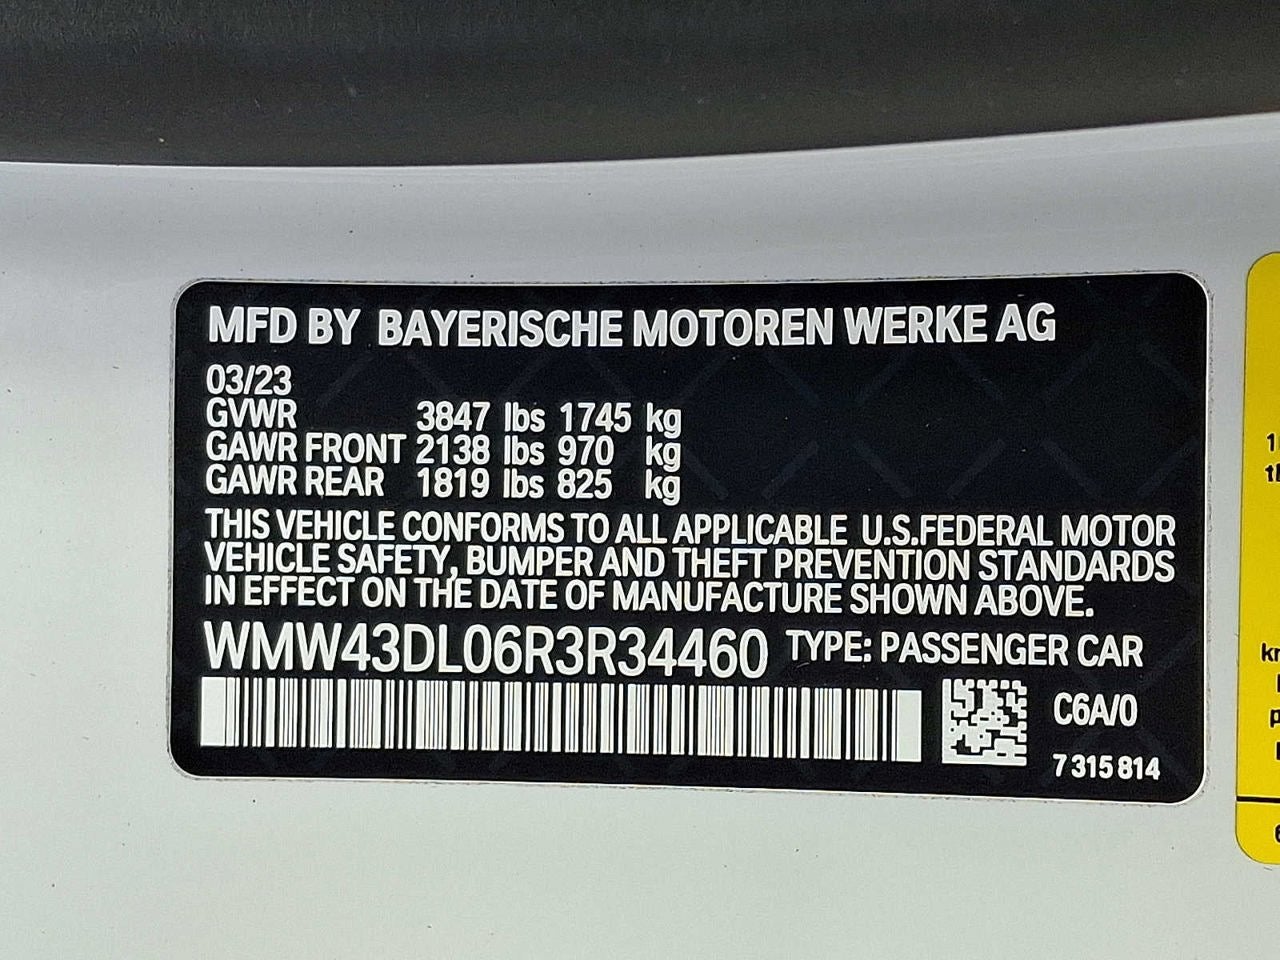 MFD BY BAYERISCHE MOTOREN WERKE AG
03/23
GVWR 3847 lbs 1745 kg
GAWR FRONT 2138 lbs 970 kg
GAWR REAR 1819 lbs 825 kg
THIS VEHICLE CONFORMS TO ALL APPLICABLE U.S.FEDERAL MOTOR
VEHICLE SAFETY, BUMPER AND THEFT PREVENTION STANDARDS
IN EFFECT ON THE DATE OF MANUFACTURE SHOWN ABOVE.
WMW43DL06R3R34460 TYPE: PASSENGER CAR
C6A/0
7 315 814